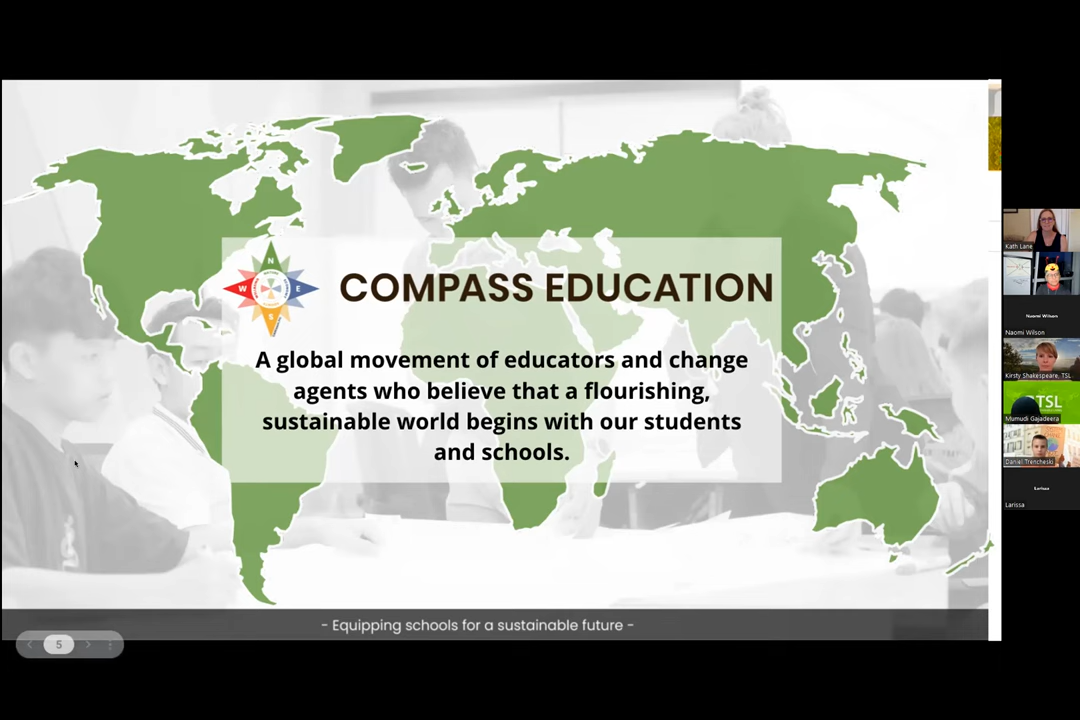 N
W
E
S
COMPASS EDUCATION
A global movement of educators and change
agents who believe that a flourishing,
sustainable world begins with our students
and schools.
- Equipping schools for a sustainable future -
5
Kath Lane
Naomi Wilson
Naomi Wilson
Kirsty Shakespeare, TSL
TSL
Mumudi Gajadeera
Daniel Trencheski
Larissa
Larissa